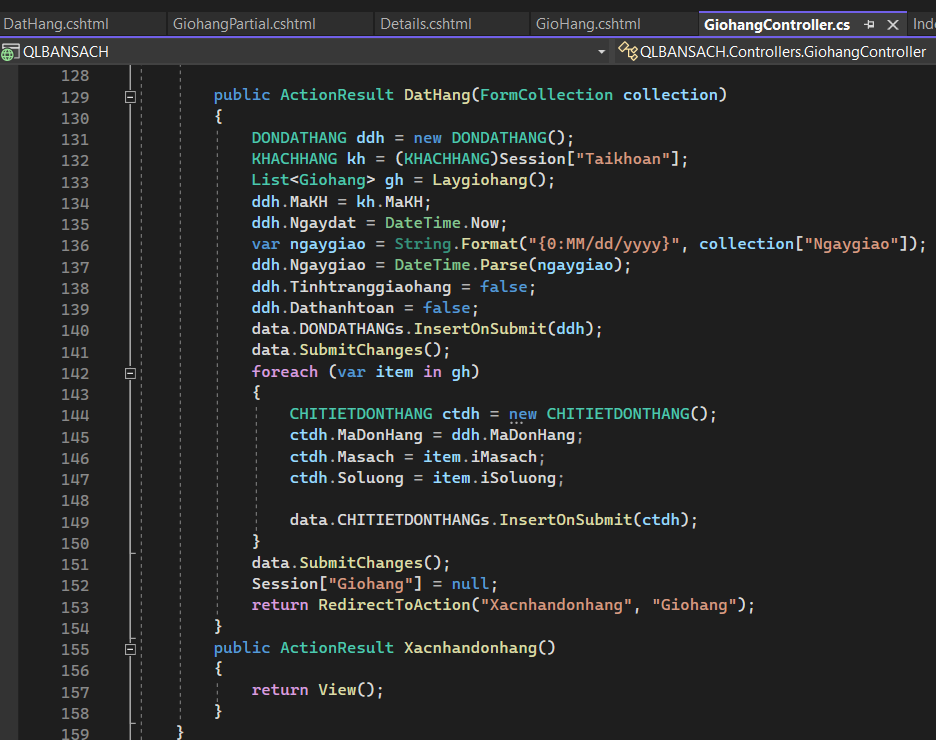 DatHang.cshtml GiohangPartial.cshtml Details.cshtml GioHang.cshtml GiohangController.cs
QLBANSACH QLBANSACH.Controllers.GiohangController
128
129 public ActionResult DatHang(FormCollection collection)
130 {
131 DONDATHANG ddh = new DONDATHANG();
132 KHACHHANG kh = (KHACHHANG)Session["Taikhoan"];
133 List<Giohang> gh = Laygiohang();
134 ddh.MaKH = kh.MaKH;
135 ddh.Ngaydat = DateTime.Now;
136 var ngaygiao = String.Format("{0:MM/dd/yyyy}", collection["Ngaygiao"]);
137 ddh.Ngaygiao = DateTime.Parse(ngaygiao);
138 ddh.Tinhtranggiaohang = false;
139 ddh.Dathanhtoan = false;
140 data.DONDATHANGs.InsertOnSubmit(ddh);
141 data.SubmitChanges();
142 foreach (var item in gh)
143 {
144 CHITIETDONTHANG ctdh = new CHITIETDONTHANG();
145 ctdh.MaDonHang = ddh.MaDonHang;
146 ctdh.Masach = item.iMasach;
147 ctdh.Soluong = item.iSoluong;
148
149 data.CHITIETDONTHANGs.InsertOnSubmit(ctdh);
150 }
151 data.SubmitChanges();
152 Session["Giohang"] = null;
153 return RedirectToAction("Xacnhandonhang", "Giohang");
154 }
155 public ActionResult Xacnhandonhang()
156 {
157 return View();
158 }
159 }